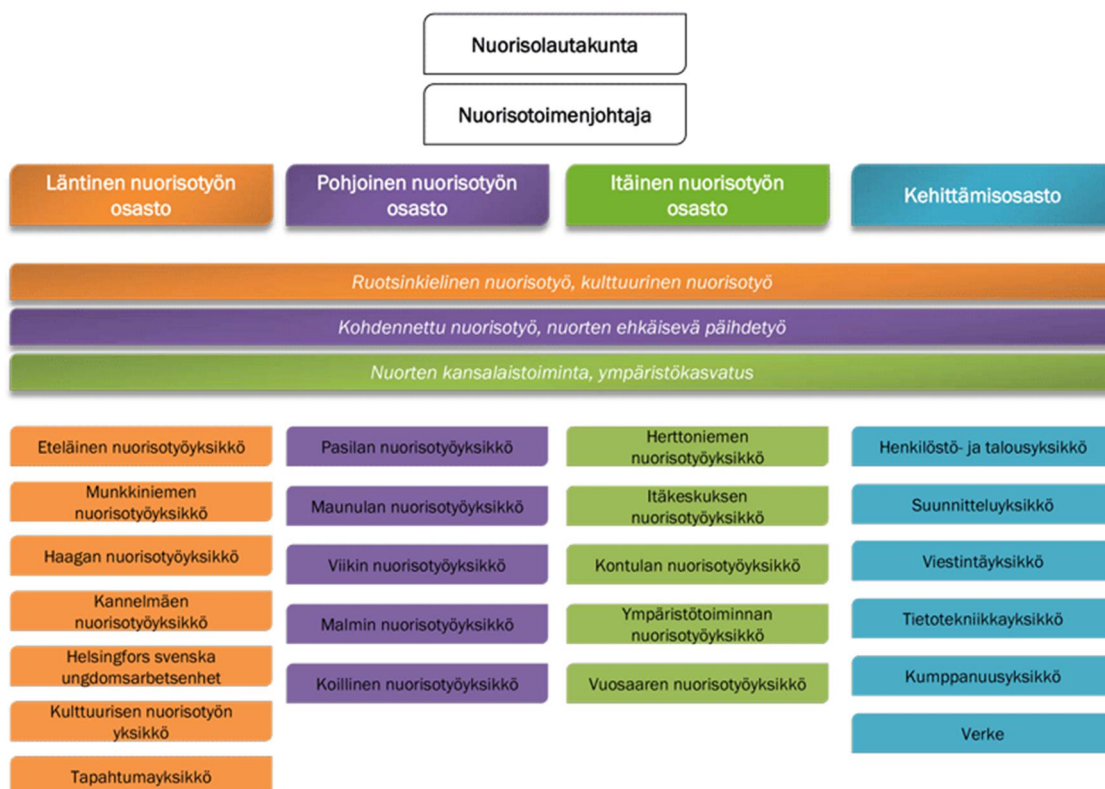 Nuorisolautakunta
Nuorisotoimenjohtaja
Läntinen nuorisotyön
osasto
Pohjoinen nuorisotyön
osasto
Itäinen nuorisotyön
osasto
Kehittämisosasto
Ruotsinkielinen nuorisotyö, kulttuurinen nuorisotyö
Kohdennettu nuorisotyö, nuorten ehkäisevä päihdetyö
Nuorten kansalaistoiminta, ympäristökasvatus
Eteläinen nuorisotyöyksikkö
Munkkiniemen
nuorisotyöyksikkö
Haagan nuorisotyöyksikkö
Kannelmäen
nuorisotyöyksikkö
Helsingfors svenska
ungdomsarbetsenhet
Kulttuurisen nuorisotyön
yksikkö
Tapahtumayksikkö
Pasilan nuorisotyöyksikkö
Maunulan nuorisotyöyksikkö
Viikin nuorisotyöyksikkö
Malmin nuorisotyöyksikkö
Koillinen nuorisotyöyksikkö
Herttoniemen
nuorisotyöyksikkö
Itäkeskuksen
nuorisotyöyksikkö
Kontulan nuorisotyöyksikkö
Ympäristötoiminnan
nuorisotyöyksikkö
Vuosaaren nuorisotyöyksikkö
Henkilöstö- ja talousyksikkö
Suunnitteluyksikkö
Viestintäyksikkö
Tietotekniikkayksikkö
Kumppanuusyksikkö
Verke